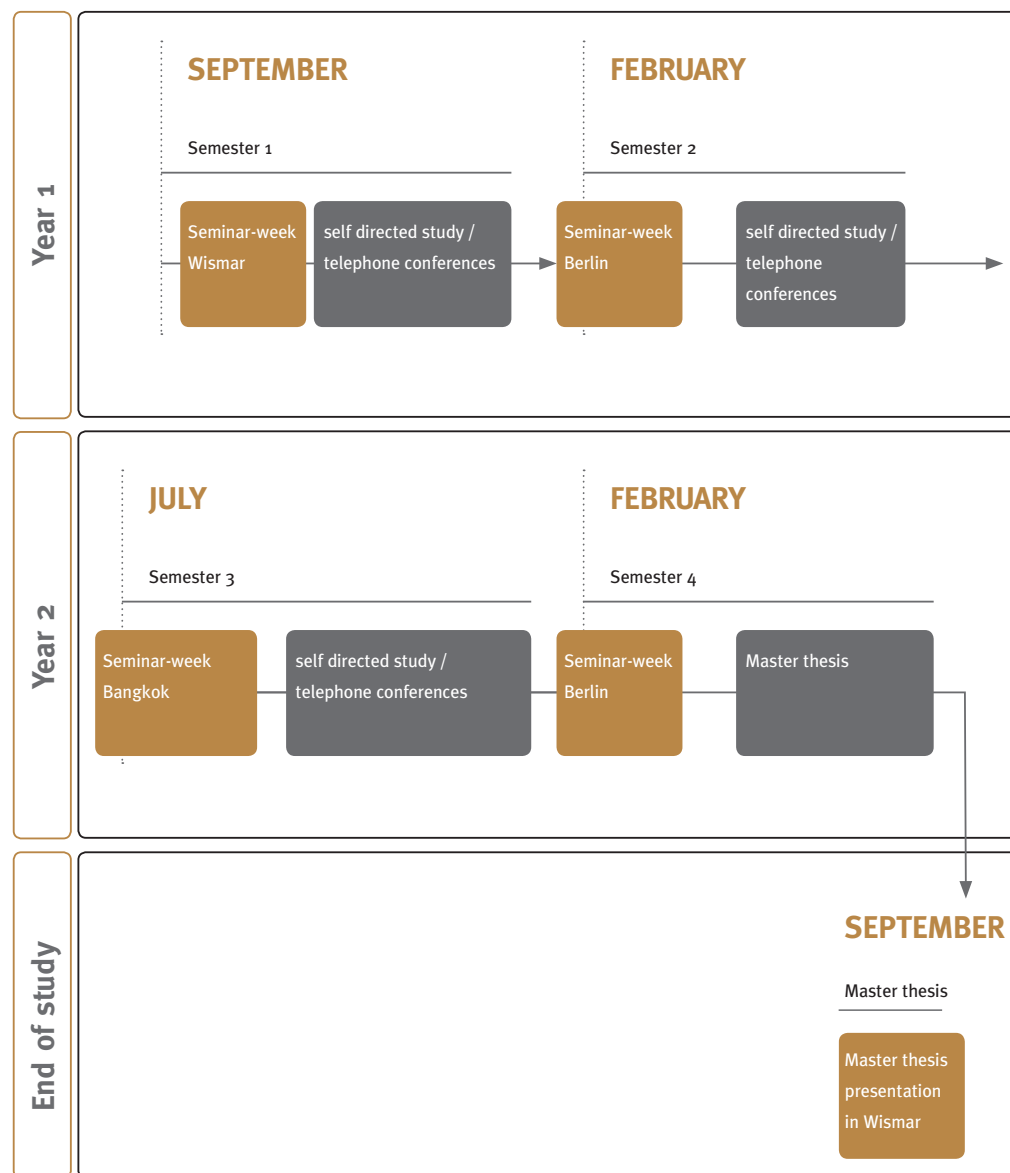 Year 1
SEPTEMBER
Semester 1
Seminar-week
Wismar
self directed study /
telephone conferences
FEBRUARY
Semester 2
Seminar-week
Berlin
self directed study /
telephone
conferences
Year 2
JULY
Semester 3
Seminar-week
Bangkok
self directed study /
telephone conferences
FEBRUARY
Semester 4
Seminar-week
Berlin
Master thesis
End of study
SEPTEMBER
Master thesis
Master thesis
presentation
in Wismar